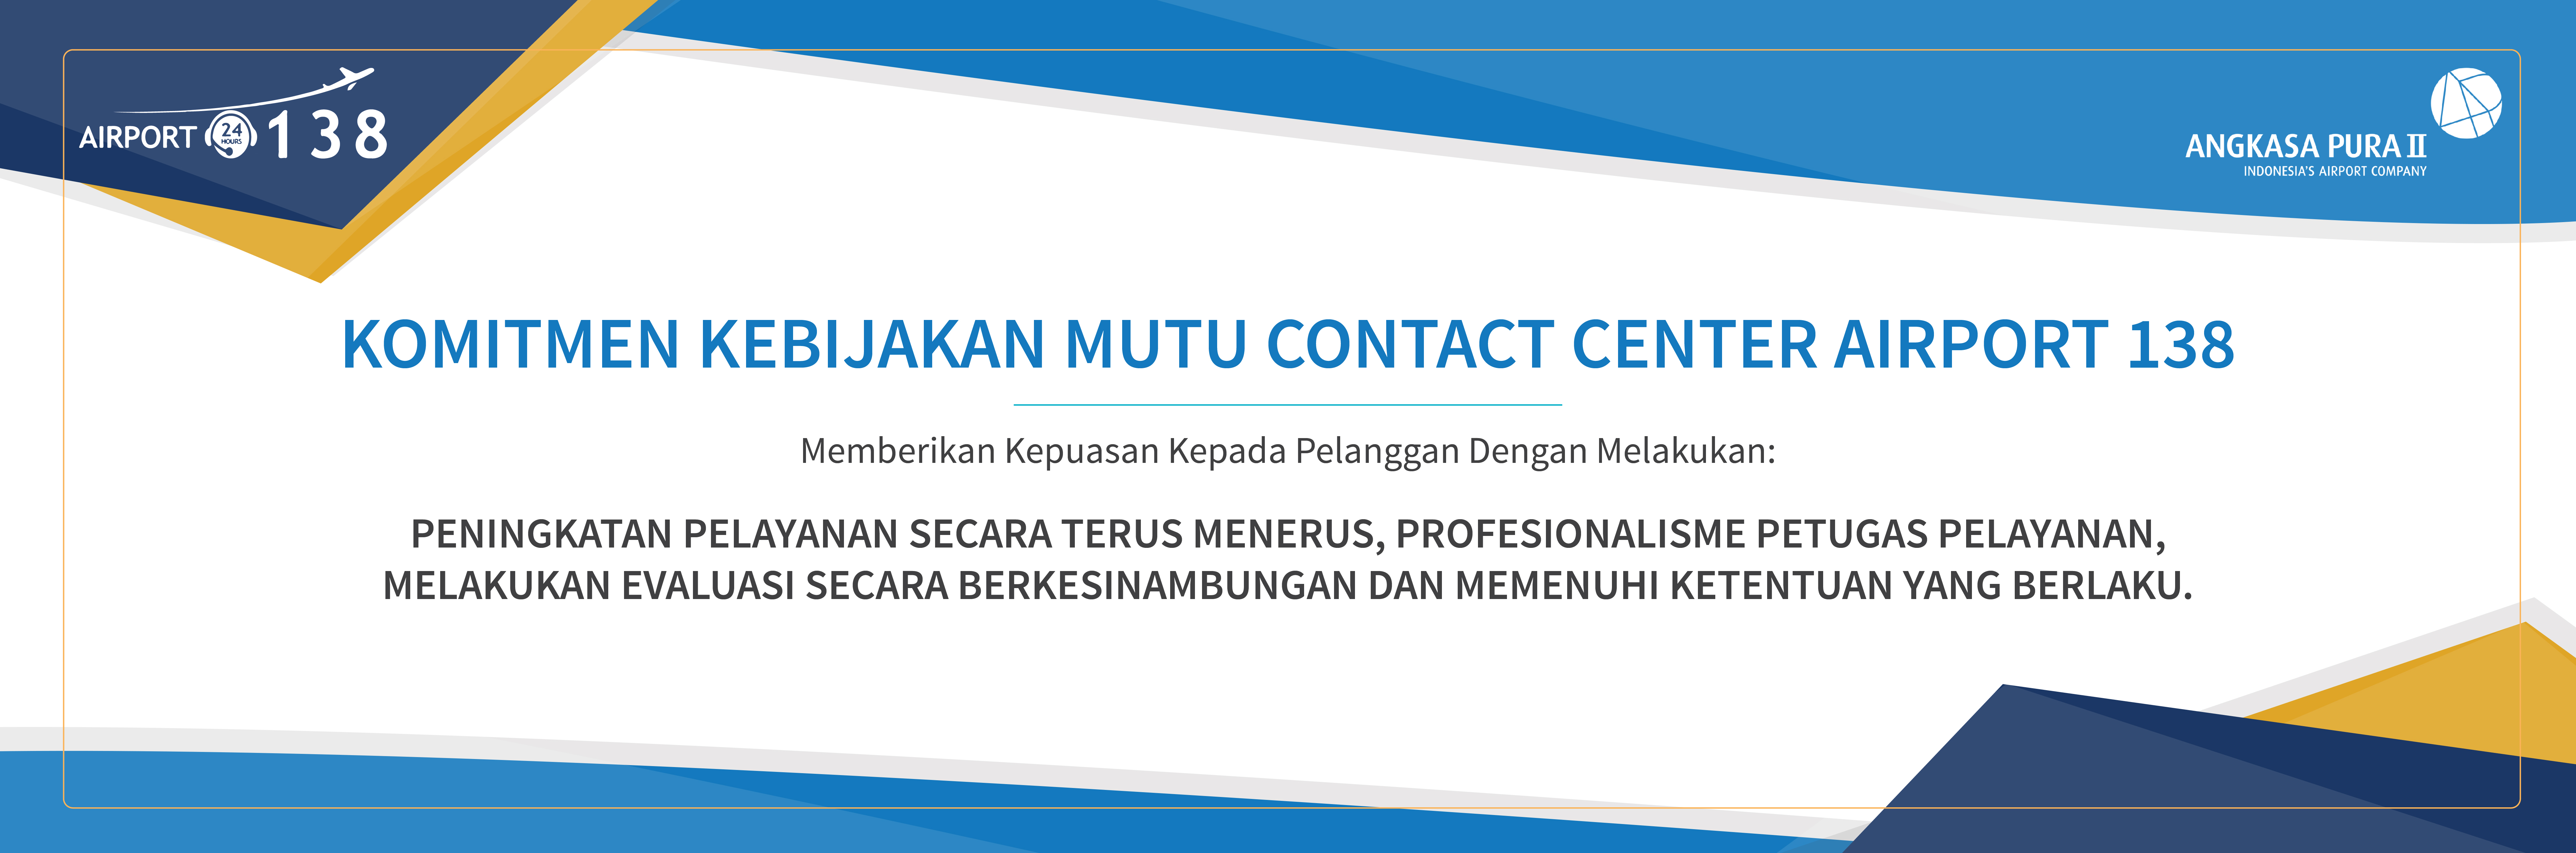 AIRPORT 24 HOURS 138
ANGKASA PURA II
INDONESIA'S AIRPORT COMPANY
KOMITMEN KEBIJAKAN MUTU CONTACT CENTER AIRPORT 138
Memberikan Kepuasan Kepada Pelanggan Dengan Melakukan:
PENINGKATAN PELAYANAN SECARA TERUS MENERUS, PROFESIONALISME PETUGAS PELAYANAN,
MELAKUKAN EVALUASI SECARA BERKESINAMBUNGAN DAN MEMENUHI KETENTUAN YANG BERLAKU.